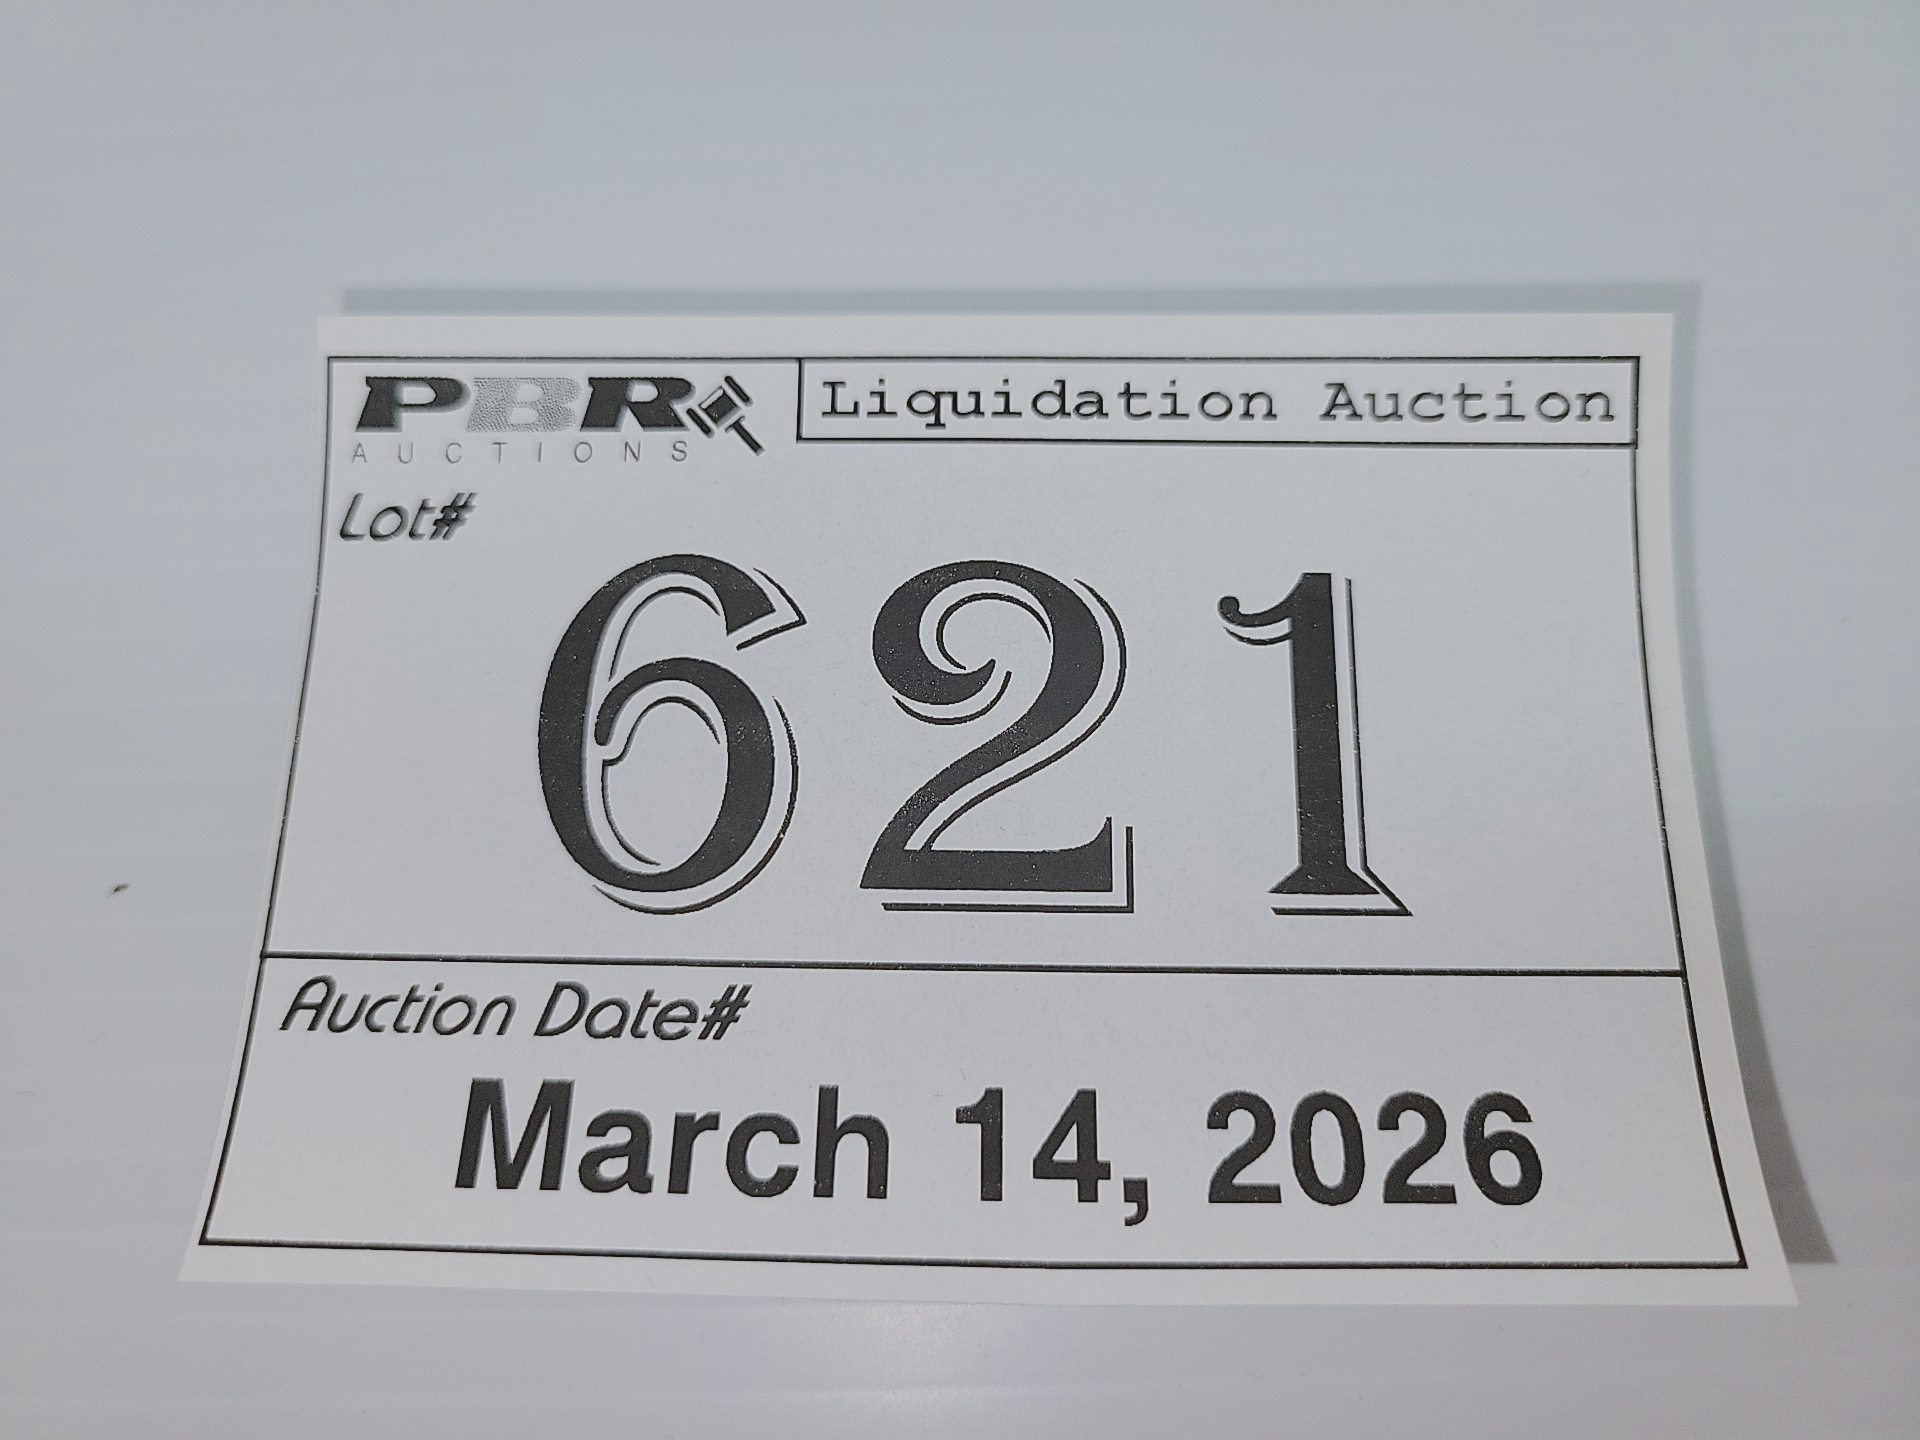 PBR
AUCTIONS
Liquidation Auction
Lot#
621
Auction Date#
March 14, 2026